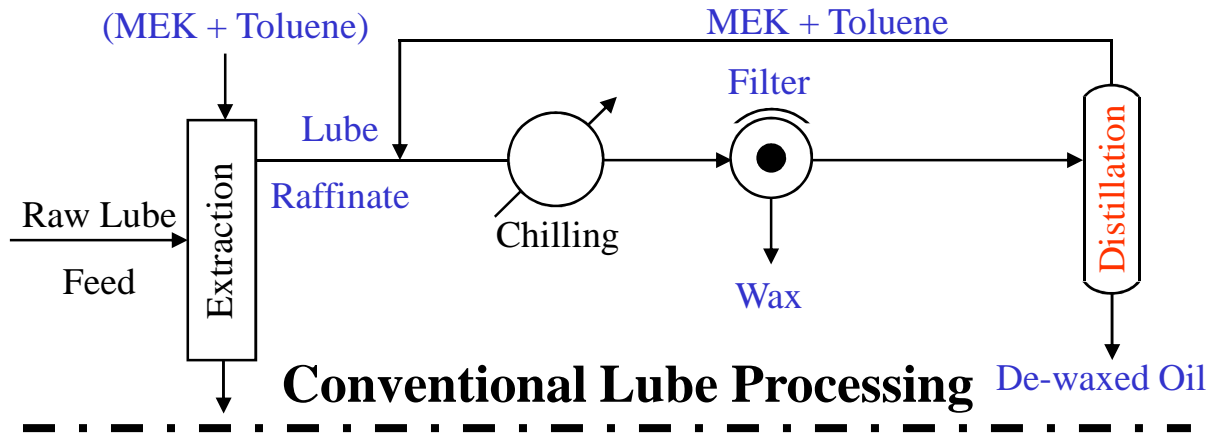 (MEK + Toluene)
MEK + Toluene
Filter
Lube
Raffinate
Raw Lube
Feed
Extraction
Chilling
Wax
Distillation
De-waxed Oil
Conventional Lube Processing